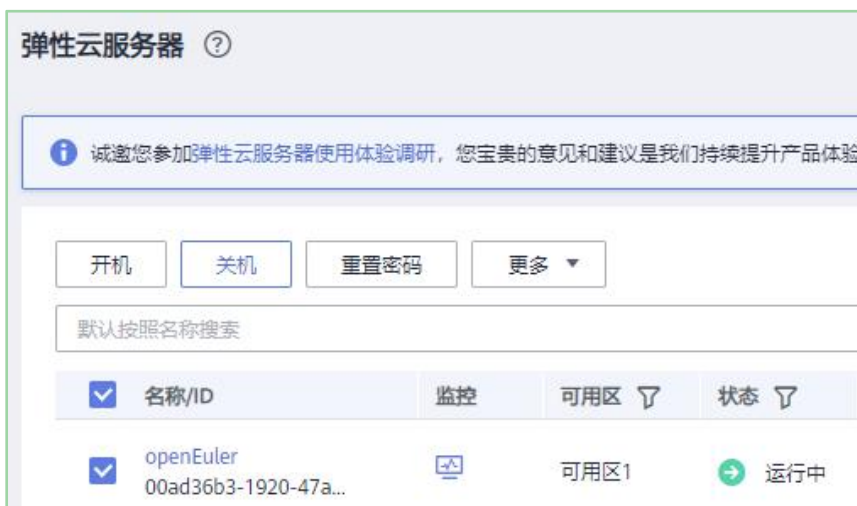 弹性云服务器 ?
诚邀您参加弹性云服务器使用体验调研，您宝贵的意见和建议是我们持续提升产品体验
开机 关机 重置密码 更多
默认按照名称搜索
名称/ID 监控 可用区 状态
openEuler
00ad36b3-1920-47a...
可用区1 运行中